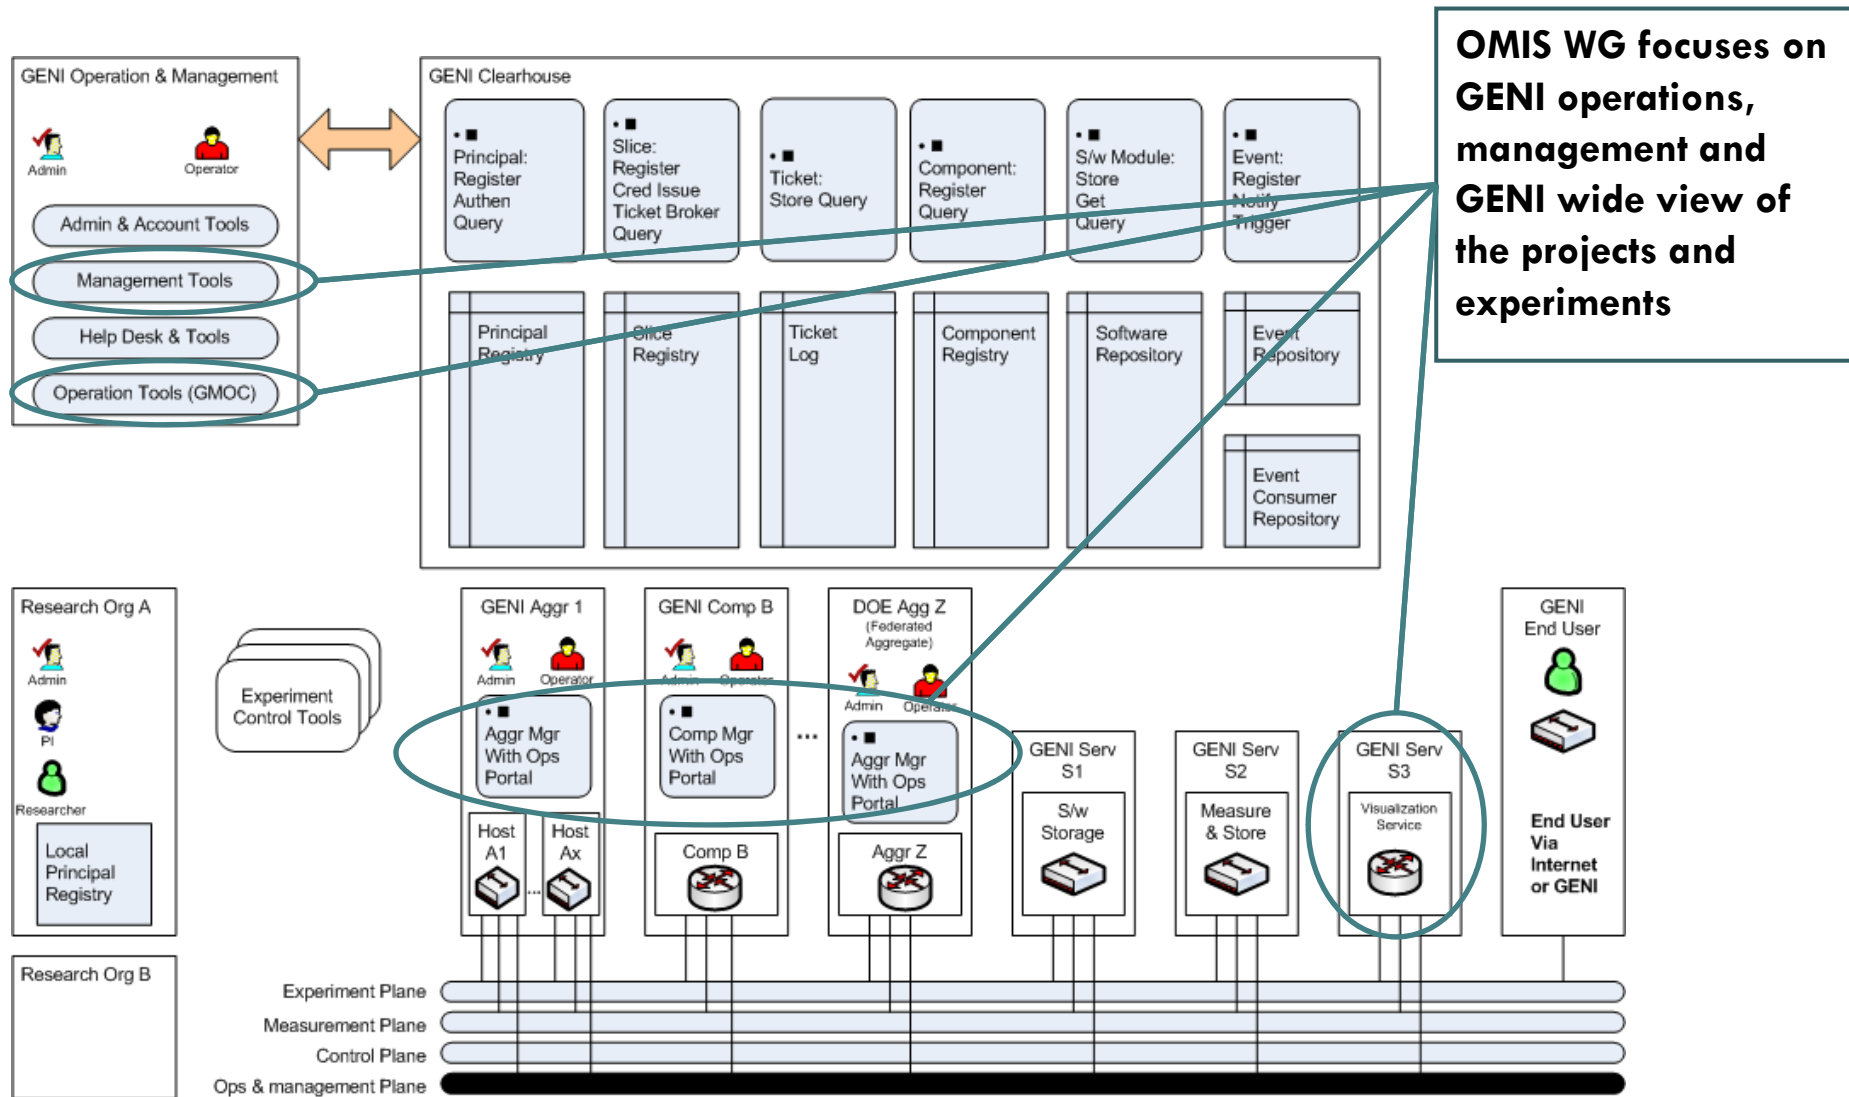 OMIS WG focuses on
GENI operations,
management and
GENI wide view of
the projects and
experiments
GENI Operation & Management
Admin
Operator
Admin & Account Tools
Management Tools
Help Desk & Tools
Operation Tools (GMOC)
GENI Clearhouse
• ■
Principal:
Register
Authen
Query
• ■
Slice:
Register
Cred Issue
Ticket Broker
Query
• ■
Ticket:
Store Query
• ■
Component:
Register
Query
• ■
S/w Module:
Store
Get
Query
• ■
Event:
Register
Notify
Trigger
Principal
Registry
Slice
Registry
Ticket
Log
Component
Registry
Software
Repository
Event
Repository
Event
Consumer
Repository
Research Org A
Admin
PI
Researcher
Local
Principal
Registry
Experiment
Control Tools
GENI Aggr 1
Admin
Operator
• ■
Aggr Mgr
With Ops
Portal
Host
A1
...
Host
Ax
GENI Comp B
Admin
Operator
• ■
Comp Mgr
With Ops
Portal
Comp B
...
DOE Agg Z
(Federated
Aggregate)
Admin
Operator
• ■
Aggr Mgr
With Ops
Portal
Aggr Z
GENI Serv
S1
S/w
Storage
GENI Serv
S2
Measure
& Store
GENI Serv
S3
Visualization
Service
GENI
End User
End User
Via
Internet
or GENI
Research Org B
Experiment Plane
Measurement Plane
Control Plane
Ops & management Plane